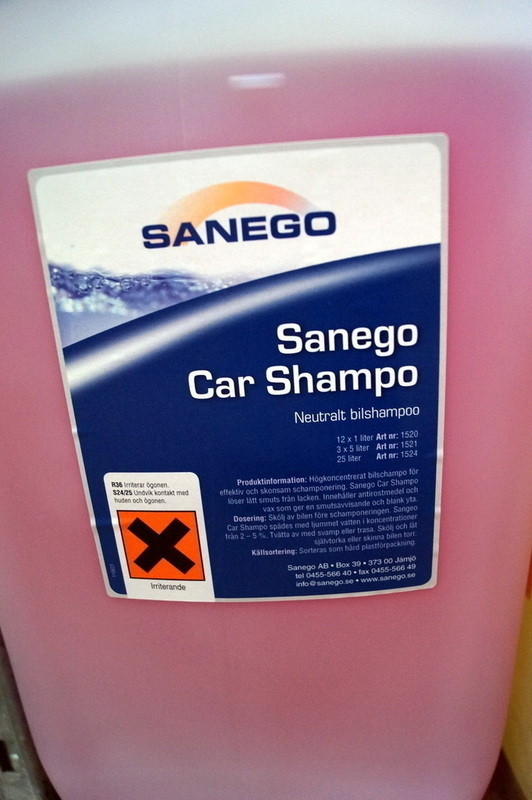 SANEGO
Sanego
Car Shampo
Neutralt bilshampoo
12 x 1 liter Art nr: 1520
3 x 5 liter Art nr: 1521
25 liter Art nr: 1524
Produktinformation: Högkoncentrerat bilschampo för
effektiv och skonsam schamponering. Sanego Car Shampo
löser lätt smuts från lacken. Innehåller antirostmedel och
vax som ger en smutsavvisande och blank yta.
Dosering: Skölj av bilen före schamponeringen. Sanego
Car Shampo spädes med ljummet vatten i koncentrationer
från 2 – 5 %. Tvätta av med svamp eller trasa. Skölj och låt
självtorka eller skinna bilen torr.
Källsortering: Sorteras som hård plastförpackning.
Sanego AB • Box 39 • 373 00 Jämjö
tel 0455-566 40 • fax 0455-566 49
info@sanego.se • www.sanego.se
R36 Irriterar ögonen.
S24/25 Undvik kontakt med
huden och ögonen.
Irriterande